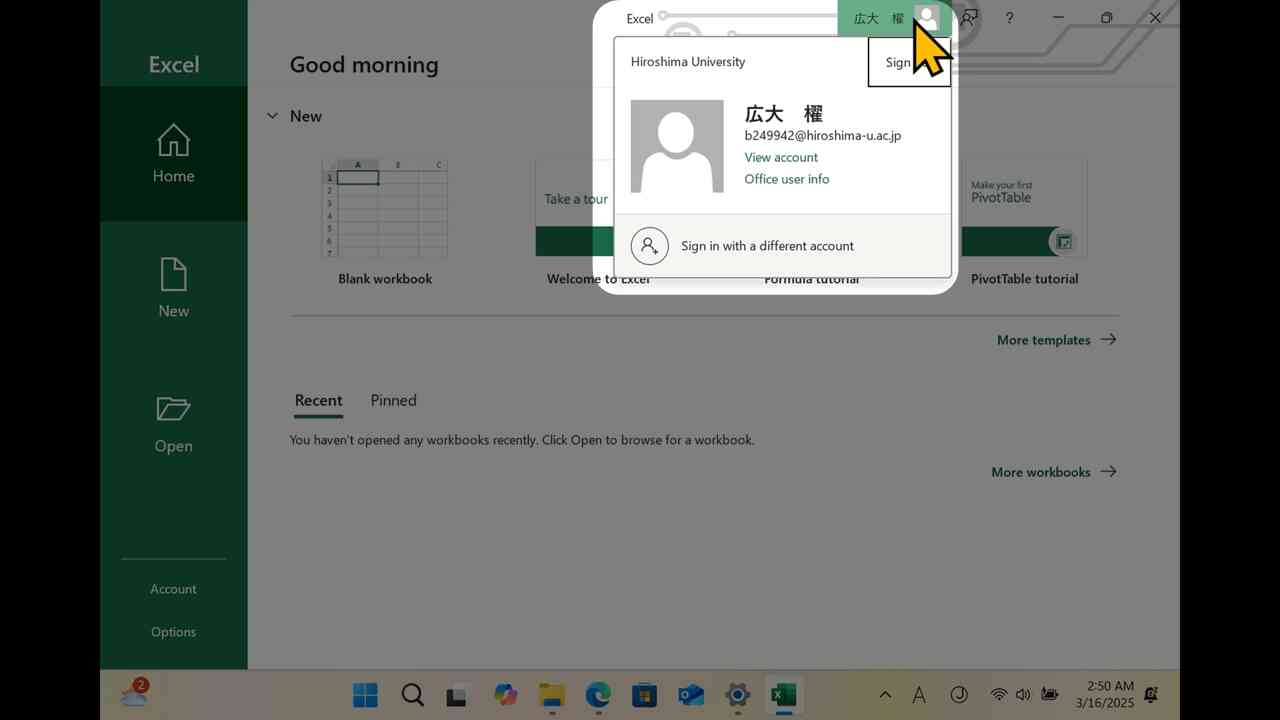 Excel
広大　櫂
?
Excel
Good morning
Hiroshima University
Sign
広大　櫂
b249942@hiroshima-u.ac.jp
View account
Office user info
Sign in with a different account
New
A B C
1
2
3
4
5
6
7
Take a tour
Make your first
PivotTable
Blank workbook
Welcome to Excel
Formula tutorial
PivotTable tutorial
More templates
Recent Pinned
You haven't opened any workbooks recently. Click Open to browse for a workbook.
More workbooks
Home
New
Open
Account
Options
2
A
2:50 AM
3/16/2025